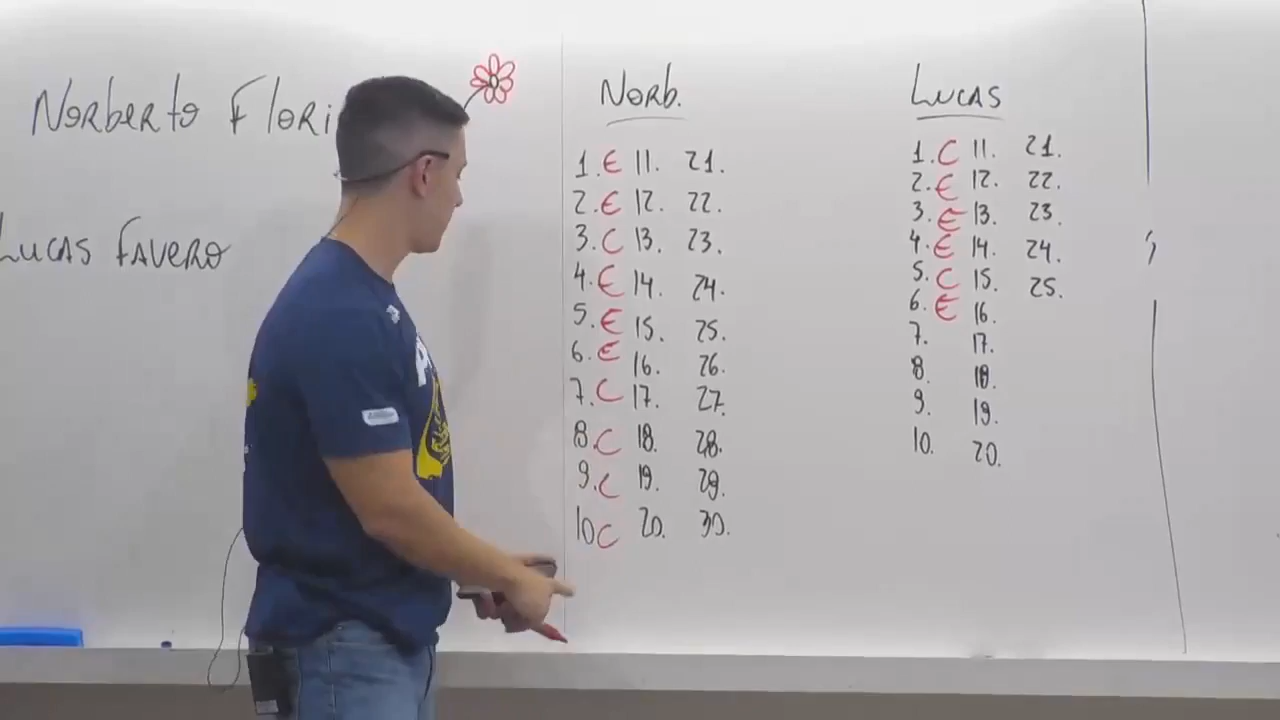 Norberto Flori
Lucas Favero
Norb.
1. E 11. 21.
2. E 12. 22.
3. C 13. 23.
4. E 14. 24.
5. E 15. 25.
6. E 16. 26.
7. C 17. 27.
8. C 18. 28.
9. C 19. 29.
10 C 20. 30.
Lucas
1. C 11. 21.
2. E 12. 22.
3. E 13. 23.
4. E 14. 24.
5. C 15. 25.
6. E 16.
7. 17.
8. 18.
9. 19.
10. 20.